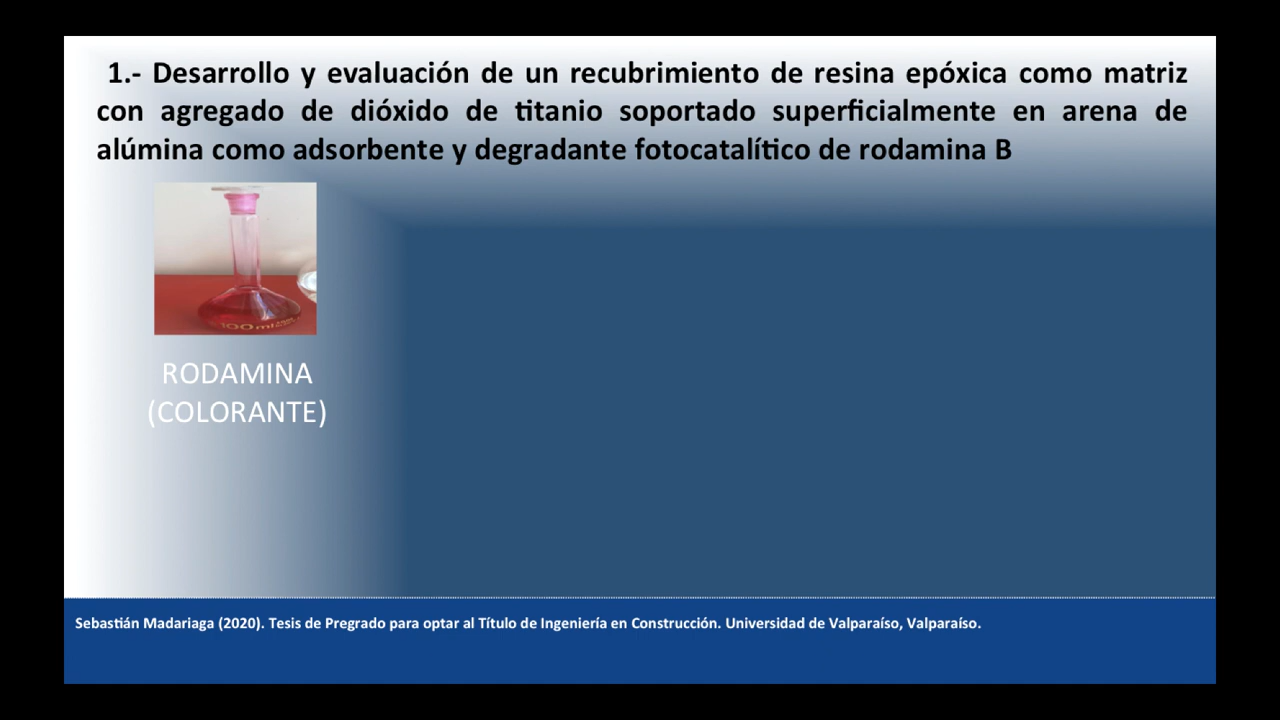 1.- Desarrollo y evaluación de un recubrimiento de resina epóxica como matriz
con agregado de dióxido de titanio soportado superficialmente en arena de
alúmina como adsorbente y degradante fotocatalítico de rodamina B
100ml
RODAMINA
(COLORANTE)
Sebastián Madariaga (2020). Tesis de Pregrado para optar al Título de Ingeniería en Construcción. Universidad de Valparaíso, Valparaíso.